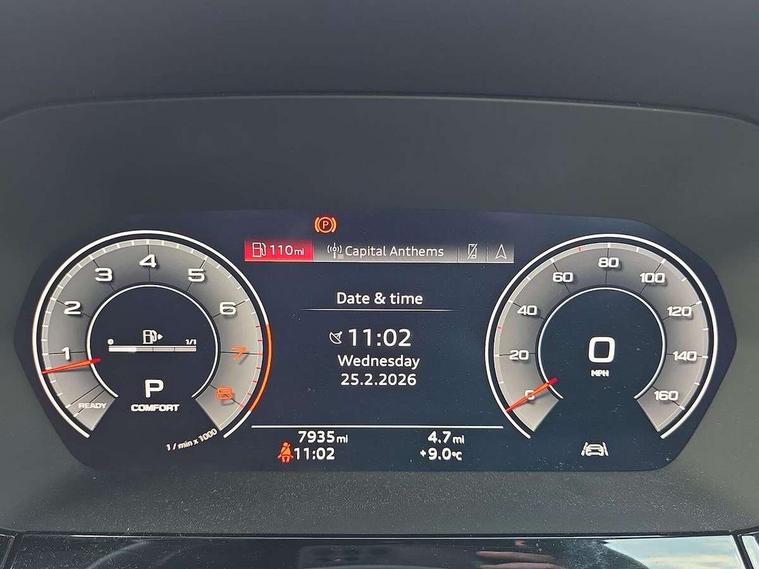 P
110mi
Capital Anthems
Date & time
11:02
Wednesday
25.2.2026
1 2 3 4 5 6 7
1/1
P
COMFORT
READY
1 / min x 1000
0 20 40 60 80 100 120 140 160
0
MPH
7935mi
4.7mi
11:02
+9.0°C